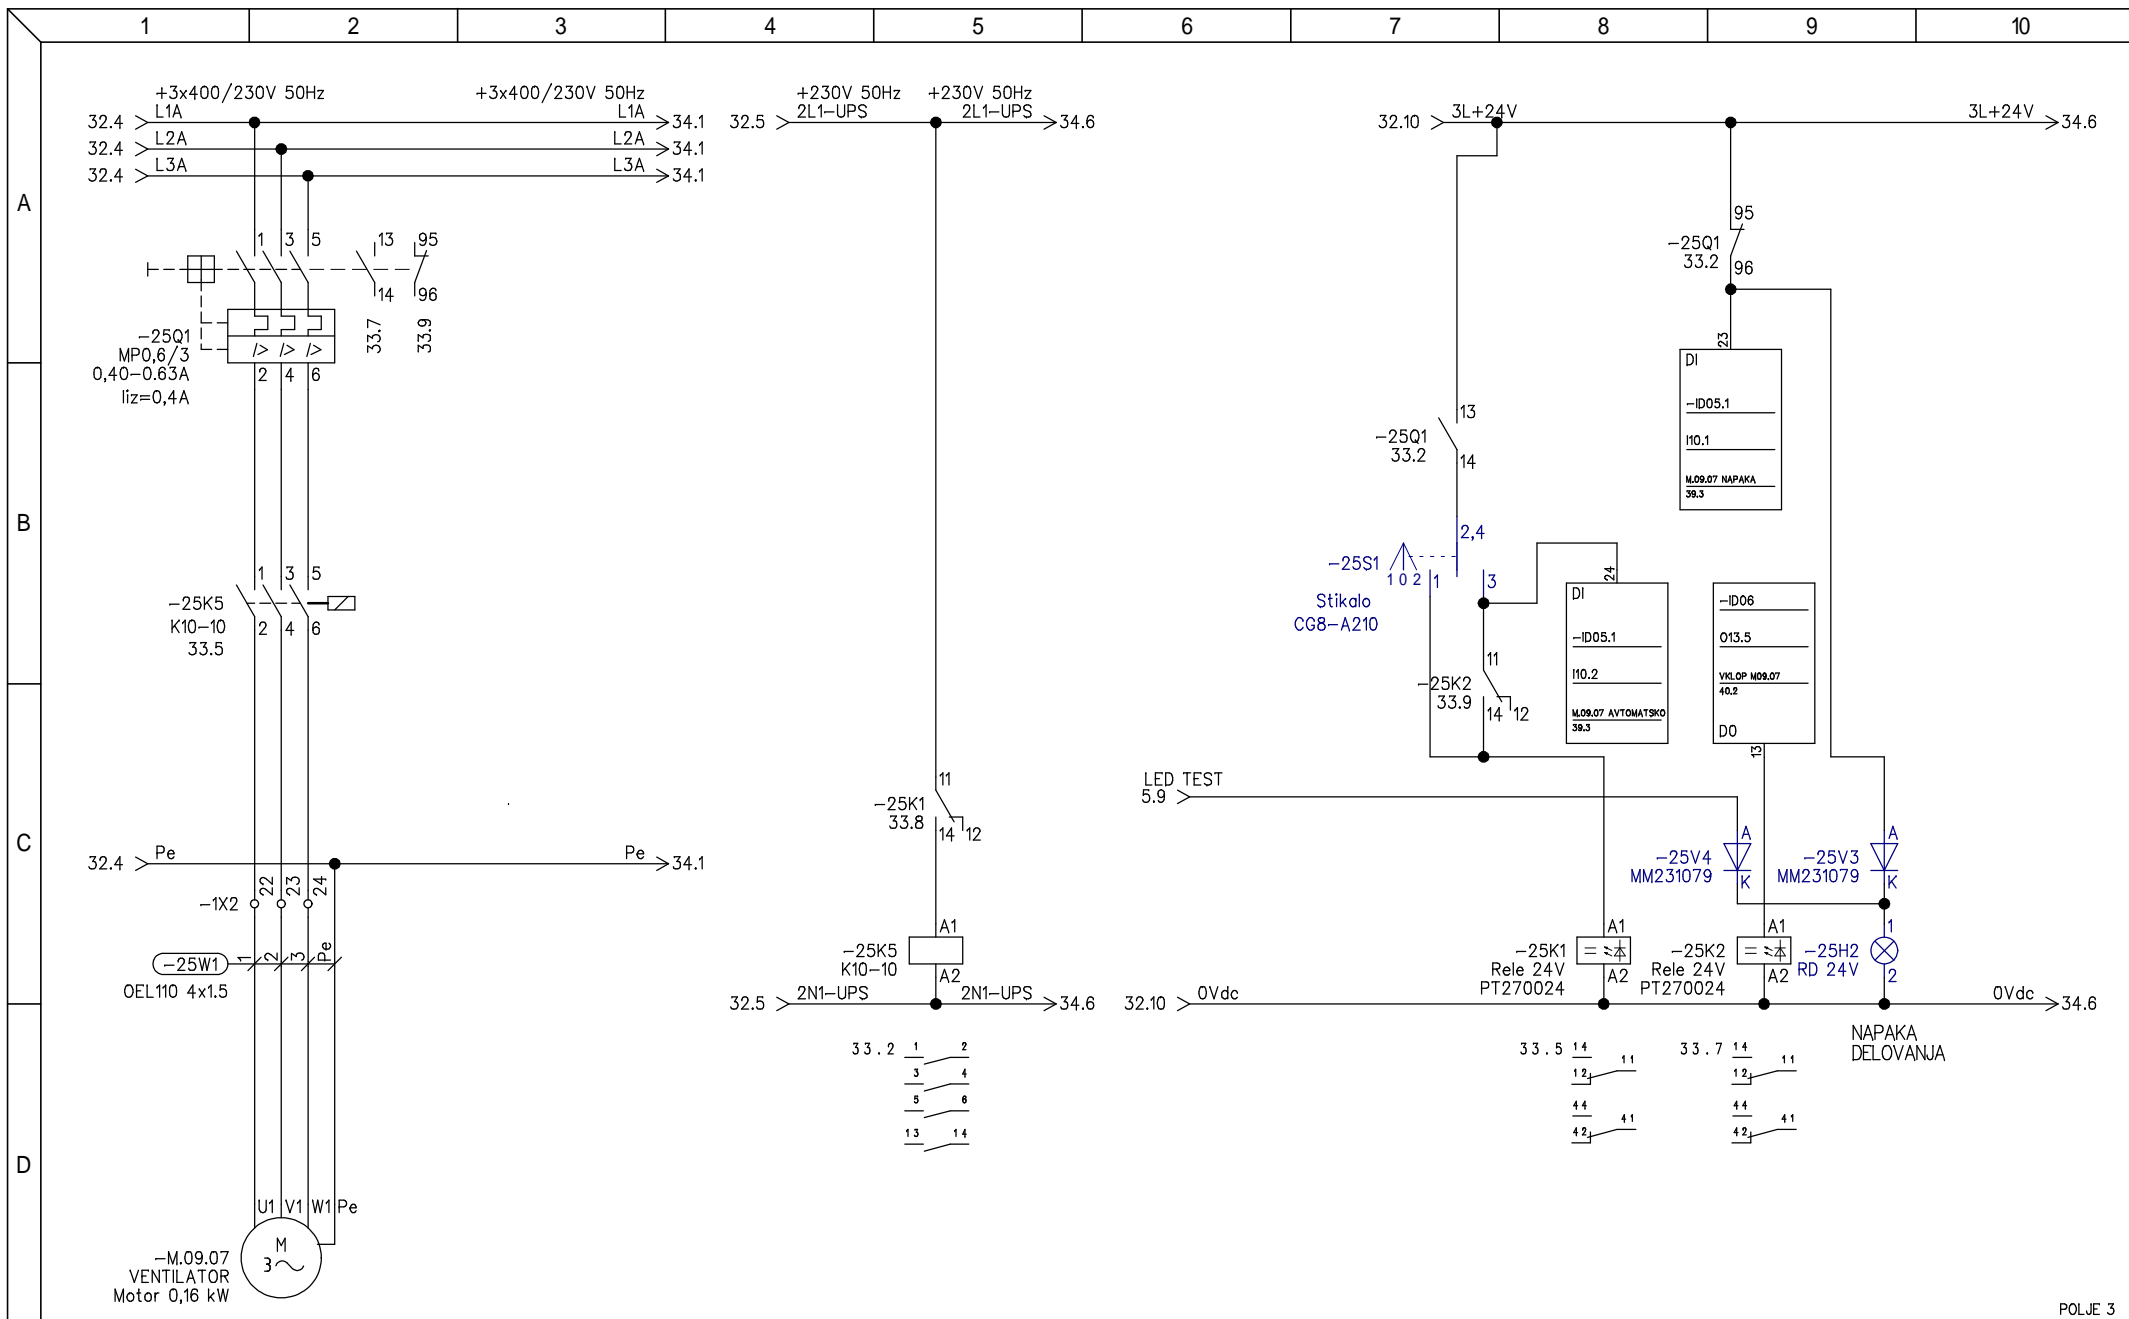 1 2 3 4 5 6 7 8 9 10
A
B
C
D
+3x400/230V 50Hz
+3x400/230V 50Hz
32.4 L1A L1A 34.1
32.4 L2A L2A 34.1
32.4 L3A L3A 34.1
1 3 5 13 95
14 96
33.7 33.9
-25Q1
MP0,6/3
0,40-0.63A
Iiz=0,4A
I> I> I>
2 4 6
1 3 5
-25K5
K10-10
33.5
2 4 6
32.4 Pe Pe 34.1
22 23 24
-1X2
-25W1
1 2 3 Pe
OEL110 4x1.5
U1 V1 W1 Pe
M
3
-M.09.07
VENTILATOR
Motor 0,16 kW
+230V 50Hz +230V 50Hz
32.5 2L1-UPS 2L1-UPS 34.6
11
-25K1
33.8
14 12
A1
-25K5
K10-10
A2
32.5 2N1-UPS 2N1-UPS 34.6
33.2 1 2
3 4
5 6
13 14
32.10 3L+24V 3L+24V 34.6
13
-25Q1
33.2
14
2,4
-25S1
1 0 2
1 3
Stikalo
CG8-A210
11
-25K2
33.9
14 12
24
DI
-ID05.1
I10.2
M.09.07 AVTOMATSKO
39.3
95
-25Q1
33.2
96
23
DI
-ID05.1
I10.1
M.09.07 NAPAKA
39.3
-ID06
O13.5
VKLOP M09.07
40.2
DO
13
LED TEST
5.9
A
-25V4
MM231079
K
A
-25V3
MM231079
K
A1
-25K1
Rele 24V
PT270024
A2
A1
-25K2
Rele 24V
PT270024
A2
1
-25H2
RD 24V
2
32.10 0Vdc 0Vdc 34.6
NAPAKA
DELOVANJA
33.5 14
12 11
44
42 41
33.7 14
12 11
44
42 41
POLJE 3